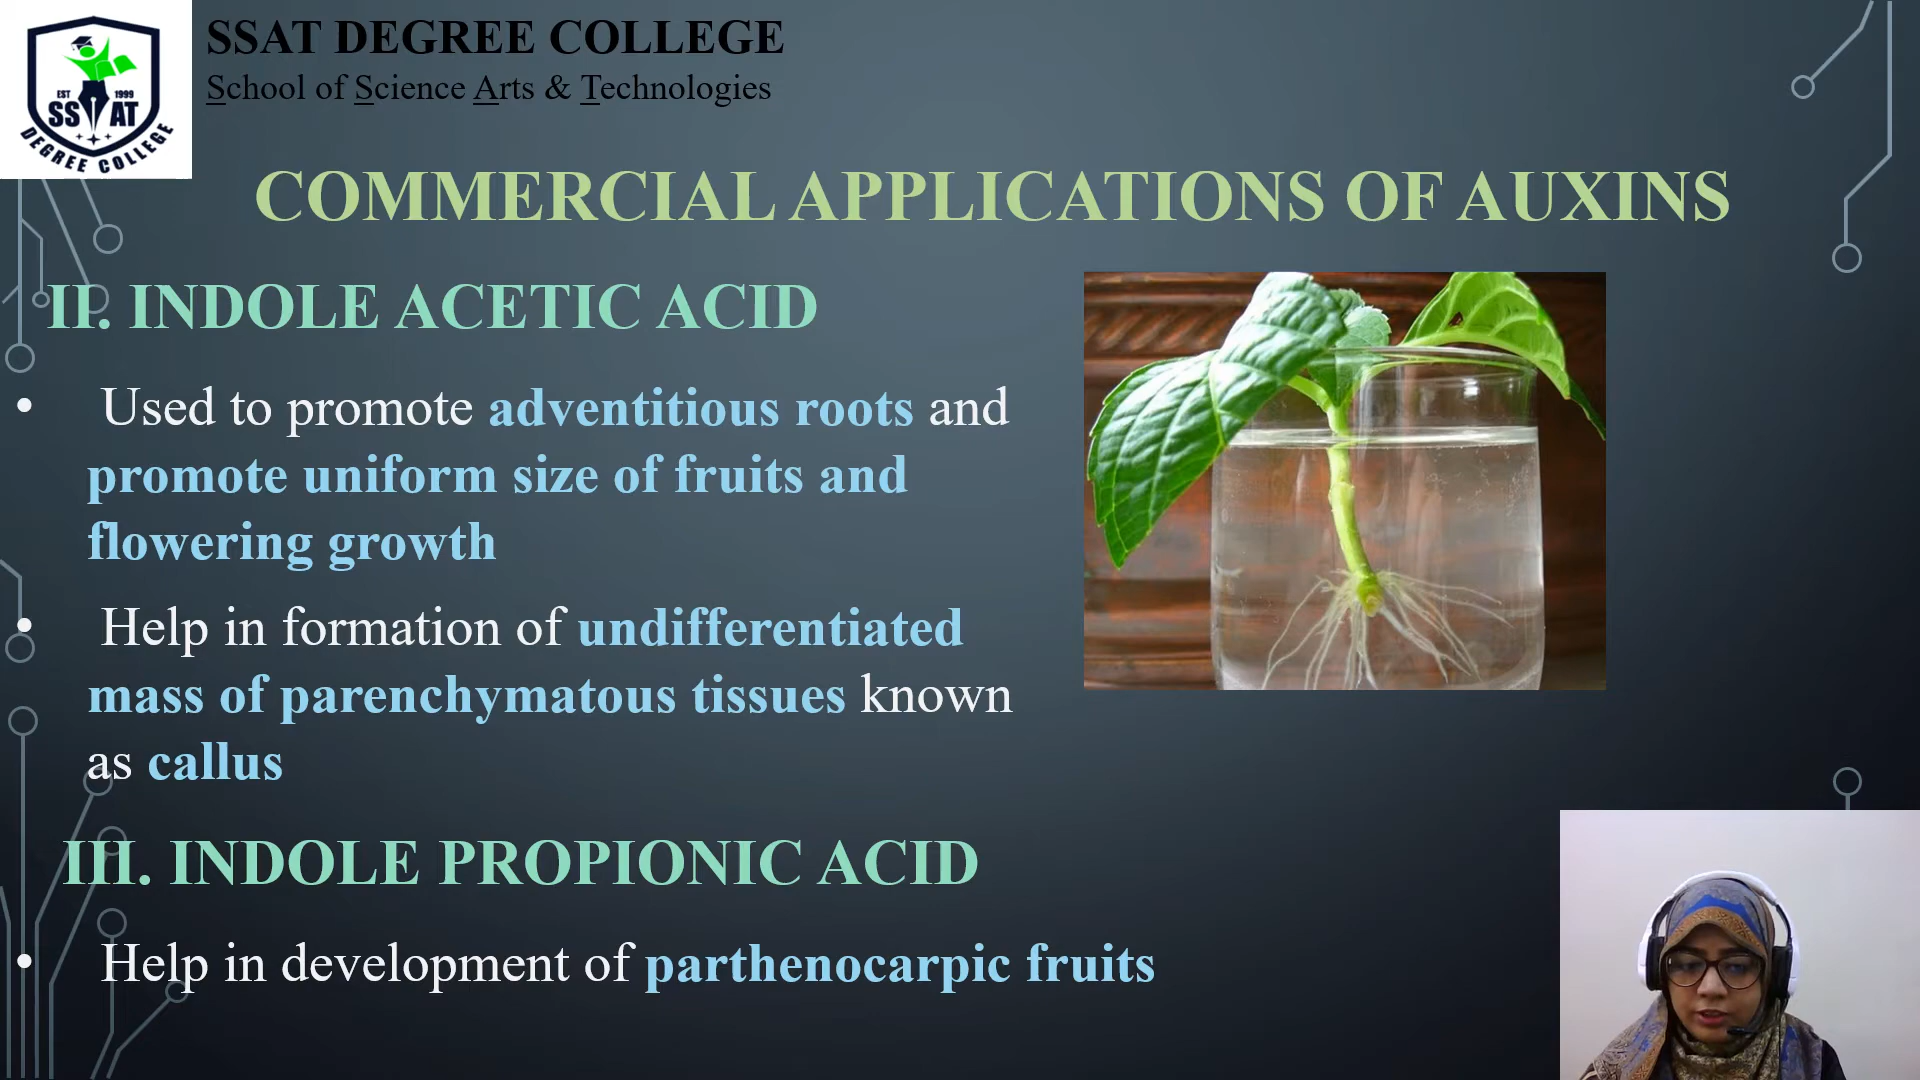 EST 1999
SS AT
DEGREE COLLEGE
SSAT DEGREE COLLEGE
School of Science Arts & Technologies
COMMERCIAL APPLICATIONS OF AUXINS
II. INDOLE ACETIC ACID
• Used to promote adventitious roots and
promote uniform size of fruits and
flowering growth
• Help in formation of undifferentiated
mass of parenchymatous tissues known
as callus
III. INDOLE PROPIONIC ACID
• Help in development of parthenocarpic fruits